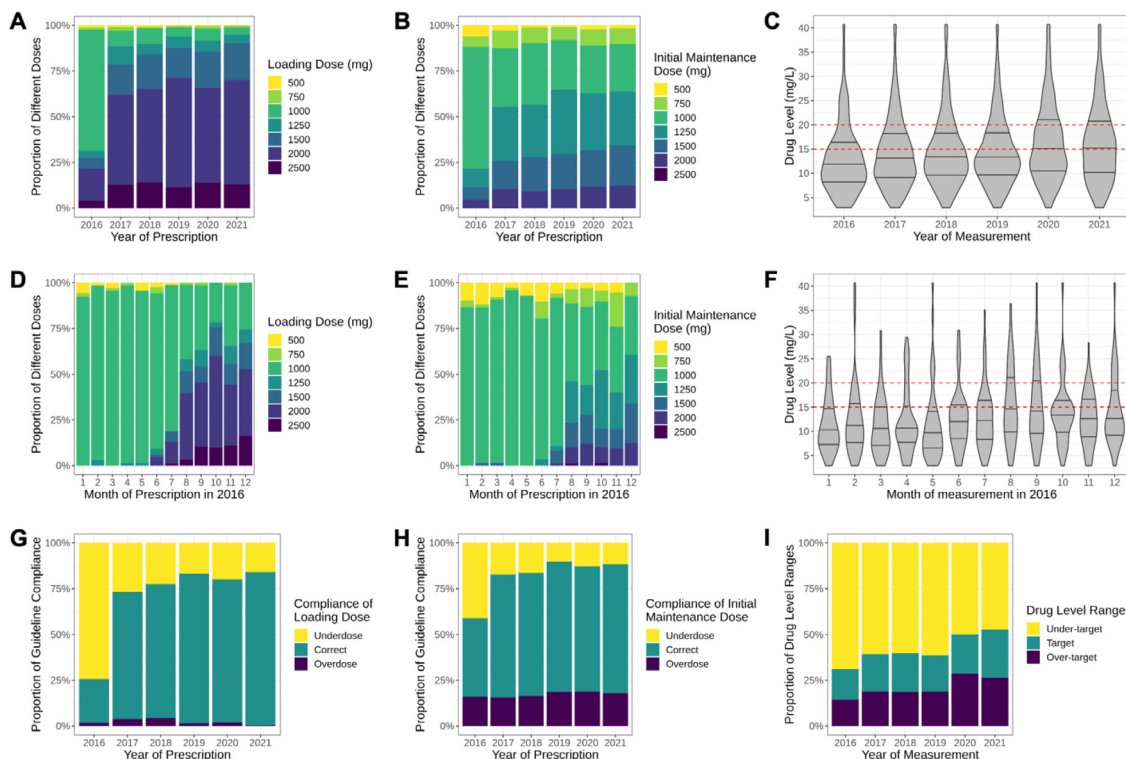 A
Proportion of Different Doses
100%
75%
50%
25%
0%
2016 2017 2018 2019 2020 2021
Year of Prescription
Loading Dose (mg)
500
750
1000
1250
1500
2000
2500
B
Proportion of Different Doses
100%
75%
50%
25%
0%
2016 2017 2018 2019 2020 2021
Year of Prescription
Initial Maintenance
Dose (mg)
500
750
1000
1250
1500
2000
2500
C
Drug Level (mg/L)
40
35
30
25
20
15
10
5
2016 2017 2018 2019 2020 2021
Year of Measurement
D
Proportion of Different Doses
100%
75%
50%
25%
0%
1 2 3 4 5 6 7 8 9 10 11 12
Month of Prescription in 2016
Loading Dose (mg)
500
750
1000
1250
1500
2000
2500
E
Proportion of Different Doses
100%
75%
50%
25%
0%
1 2 3 4 5 6 7 8 9 10 11 12
Month of Prescription in 2016
Initial Maintenance
Dose (mg)
500
750
1000
1250
1500
2000
2500
F
Drug Level (mg/L)
40
35
30
25
20
15
10
5
1 2 3 4 5 6 7 8 9 10 11 12
Month of measurement in 2016
G
Proportion of Guideline Compliance
100%
75%
50%
25%
0%
2016 2017 2018 2019 2020 2021
Year of Prescription
Compliance of
Loading Dose
Underdose
Correct
Overdose
H
Proportion of Guideline Compliance
100%
75%
50%
25%
0%
2016 2017 2018 2019 2020 2021
Year of Prescription
Compliance of Initial
Maintenance Dose
Underdose
Correct
Overdose
I
Proportion of Drug Level Ranges
100%
75%
50%
25%
0%
2016 2017 2018 2019 2020 2021
Year of Measurement
Drug Level Range
Under-target
Target
Over-target